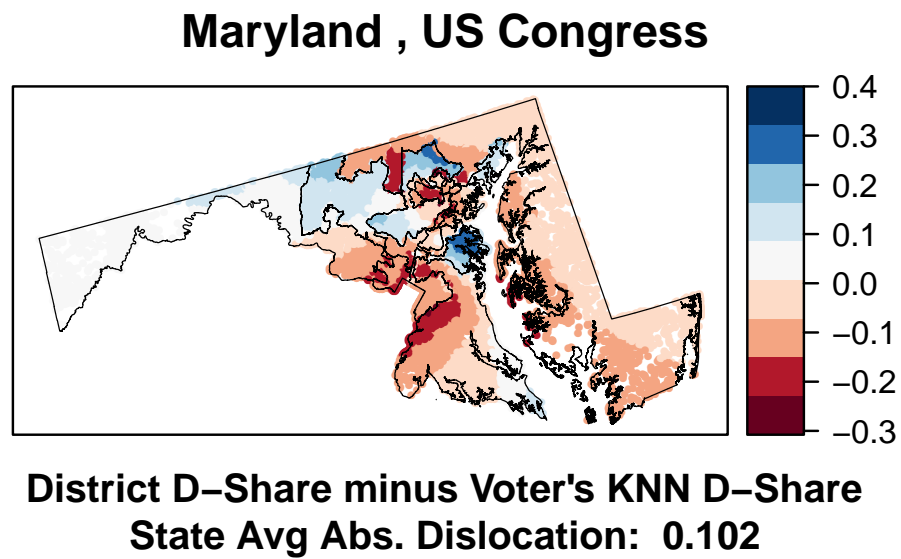 Maryland , US Congress
0.4
0.3
0.2
0.1
0.0
−0.1
−0.2
−0.3
District D−Share minus Voter's KNN D−Share
State Avg Abs. Dislocation:  0.102